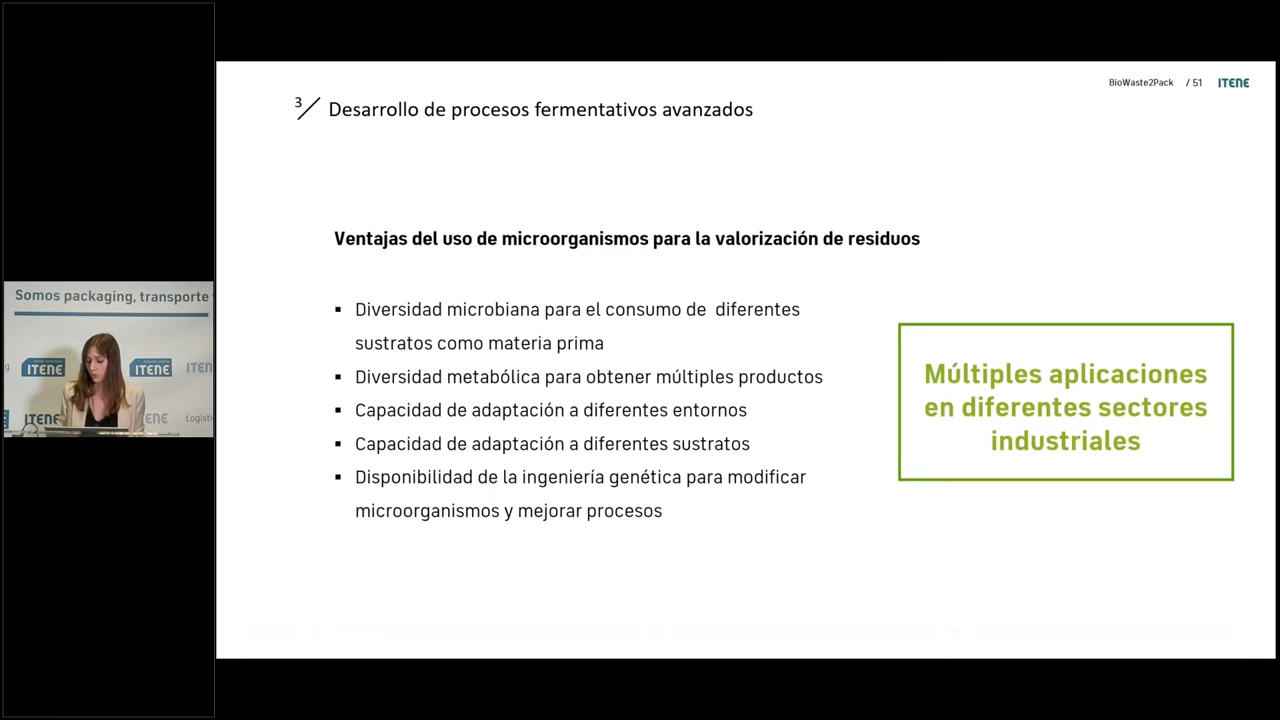 BioWaste2Pack / 51 ITENE
3 Desarrollo de procesos fermentativos avanzados
Ventajas del uso de microorganismos para la valorización de residuos
▪ Diversidad microbiana para el consumo de diferentes
sustratos como materia prima
▪ Diversidad metabólica para obtener múltiples productos
▪ Capacidad de adaptación a diferentes entornos
▪ Capacidad de adaptación a diferentes sustratos
▪ Disponibilidad de la ingeniería genética para modificar
microorganismos y mejorar procesos
Múltiples aplicaciones
en diferentes sectores
industriales
Somos packaging, transporte
ITENE
ITENE
ITEN
ITENE
ENE
Logísti